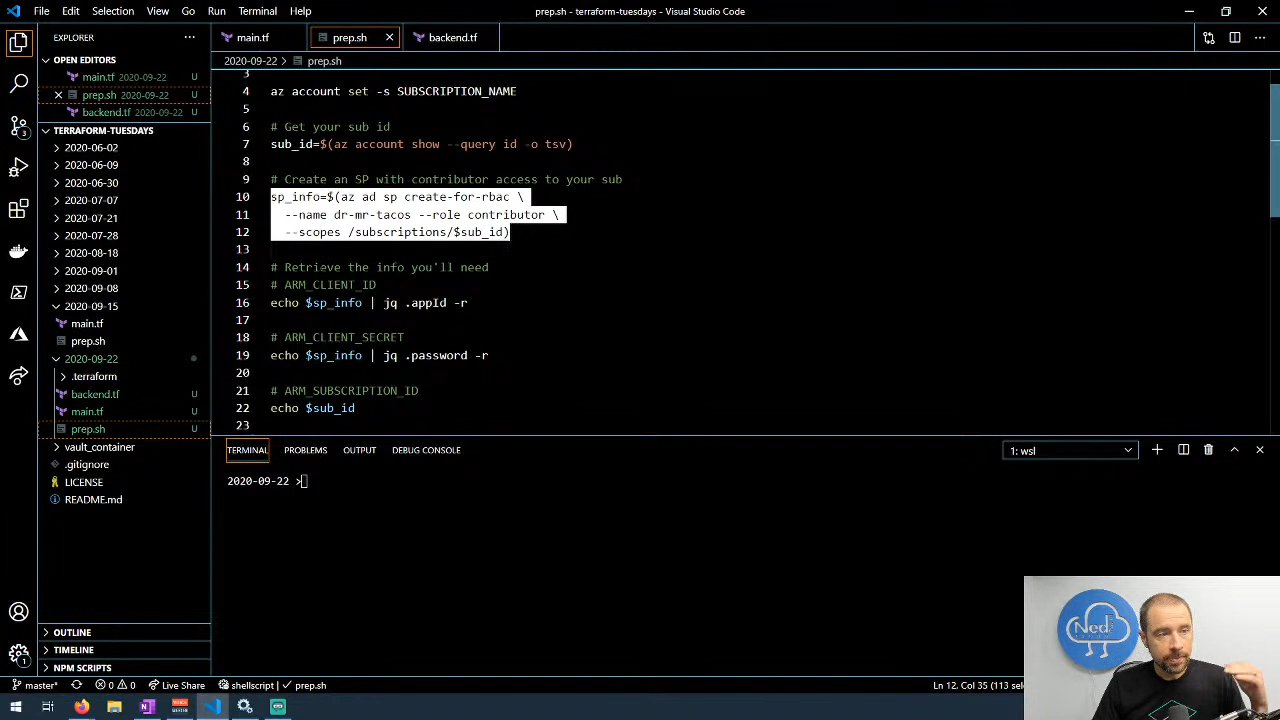 File Edit Selection View Go Run Terminal Help
prep.sh - terraform-tuesdays - Visual Studio Code
EXPLORER
OPEN EDITORS
main.tf 2020-09-22 U
prep.sh 2020-09-22 U
backend.tf 2020-09-22 U
TERRAFORM-TUESDAYS
2020-06-02
2020-06-09
2020-06-30
2020-07-07
2020-07-21
2020-07-28
2020-08-18
2020-09-01
2020-09-08
2020-09-15
main.tf
prep.sh
2020-09-22
.terraform
backend.tf U
main.tf U
prep.sh U
vault_container
.gitignore
LICENSE
README.md
OUTLINE
TIMELINE
NPM SCRIPTS
3
1
main.tf prep.sh backend.tf
2020-09-22 > prep.sh
3
4 az account set -s SUBSCRIPTION_NAME
5
6 # Get your sub id
7 sub_id=$(az account show --query id -o tsv)
8
9 # Create an SP with contributor access to your sub
10 sp_info=$(az ad sp create-for-rbac \
11 --name dr-mr-tacos --role contributor \
12 --scopes /subscriptions/$sub_id)
13
14 # Retrieve the info you'll need
15 # ARM_CLIENT_ID
16 echo $sp_info | jq .appId -r
17
18 # ARM_CLIENT_SECRET
19 echo $sp_info | jq .password -r
20
21 # ARM_SUBSCRIPTION_ID
22 echo $sub_id
23
TERMINAL PROBLEMS OUTPUT DEBUG CONSOLE
1: wsl
2020-09-22 >
Ned
master* 0 0 Live Share shellscript prep.sh
Ln 12, Col 35 (113 sele